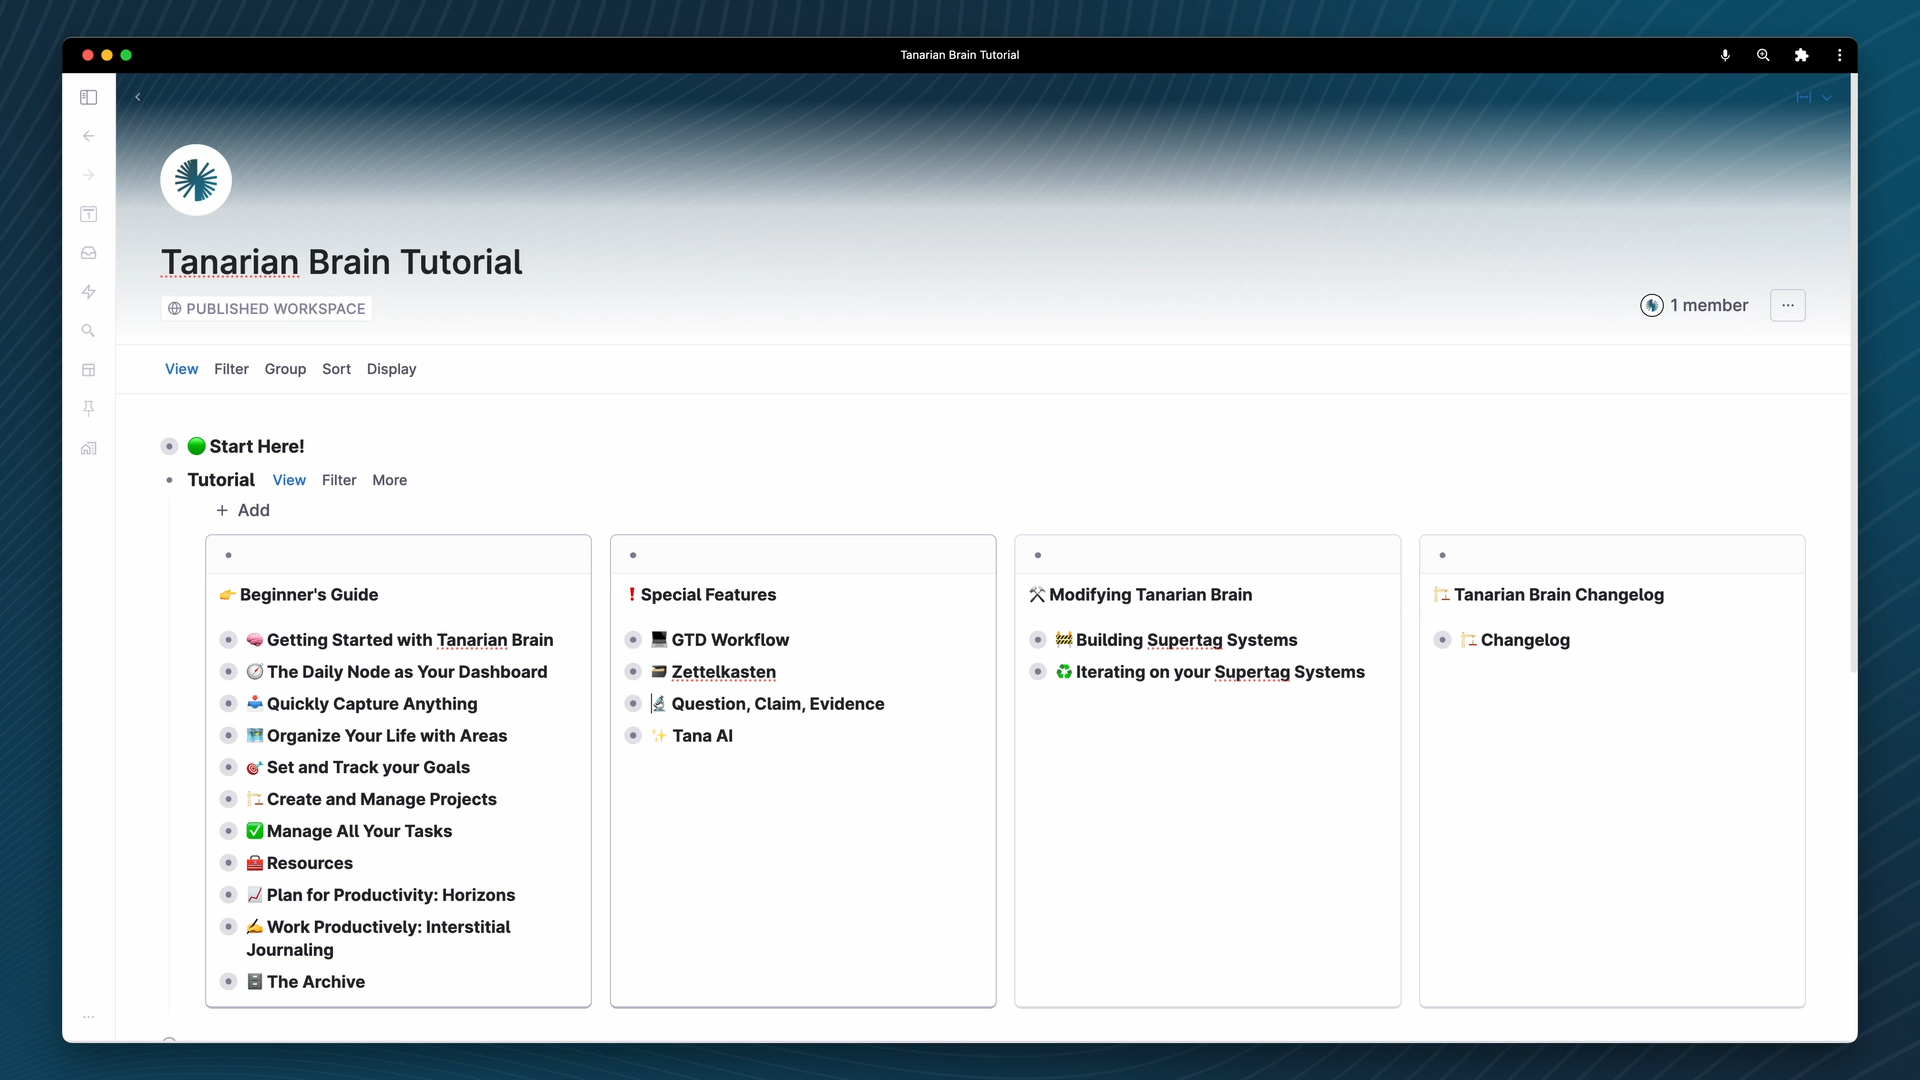 Tanarian Brain Tutorial
Tanarian Brain Tutorial
PUBLISHED WORKSPACE
1 member
View Filter Group Sort Display
🟢 Start Here!
Tutorial View Filter More
+ Add
👉 Beginner's Guide
🧠 Getting Started with Tanarian Brain
🧭 The Daily Node as Your Dashboard
📥 Quickly Capture Anything
🗺️ Organize Your Life with Areas
🎯 Set and Track your Goals
🏗️ Create and Manage Projects
✅ Manage All Your Tasks
🧰 Resources
📈 Plan for Productivity: Horizons
✍️ Work Productively: Interstitial
Journaling
🗄️ The Archive
❗ Special Features
💻 GTD Workflow
🗃️ Zettelkasten
🔬 Question, Claim, Evidence
✨ Tana AI
⚒️ Modifying Tanarian Brain
🚧 Building Supertag Systems
♻️ Iterating on your Supertag Systems
🏗️ Tanarian Brain Changelog
🏗️ Changelog